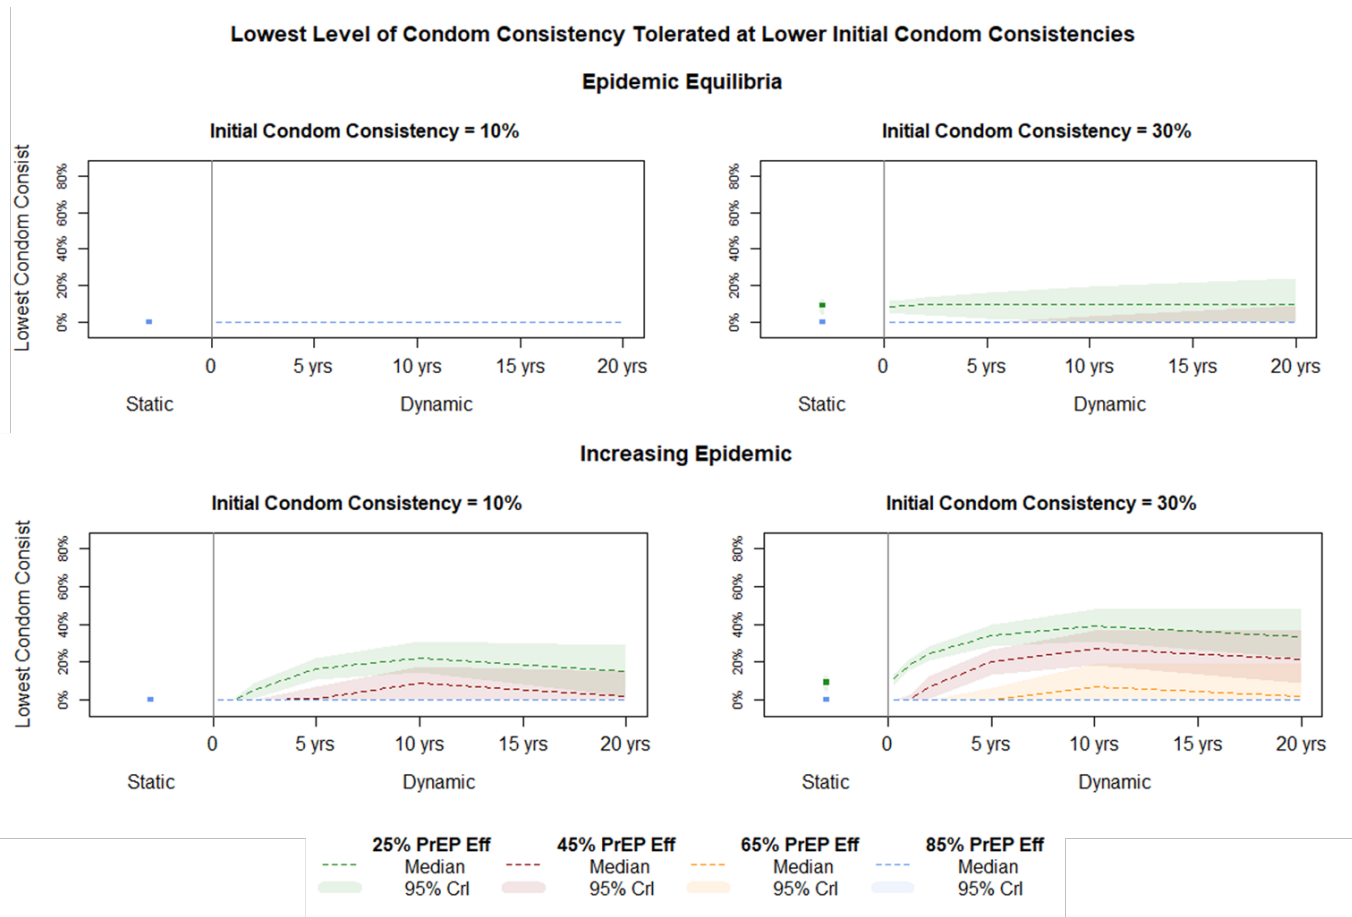 Lowest Level of Condom Consistency Tolerated at Lower Initial Condom Consistencies
Epidemic Equilibria
Initial Condom Consistency = 10%
Lowest Condom Consist
80%
60%
40%
20%
0%
0 5 yrs 10 yrs 15 yrs 20 yrs
Static Dynamic
Initial Condom Consistency = 30%
80%
60%
40%
20%
0%
0 5 yrs 10 yrs 15 yrs 20 yrs
Static Dynamic
Increasing Epidemic
Initial Condom Consistency = 10%
Lowest Condom Consist
80%
60%
40%
20%
0%
0 5 yrs 10 yrs 15 yrs 20 yrs
Static Dynamic
Initial Condom Consistency = 30%
80%
60%
40%
20%
0%
0 5 yrs 10 yrs 15 yrs 20 yrs
Static Dynamic
25% PrEP Eff 45% PrEP Eff 65% PrEP Eff 85% PrEP Eff
Median Median Median Median
95% CrI 95% CrI 95% CrI 95% CrI